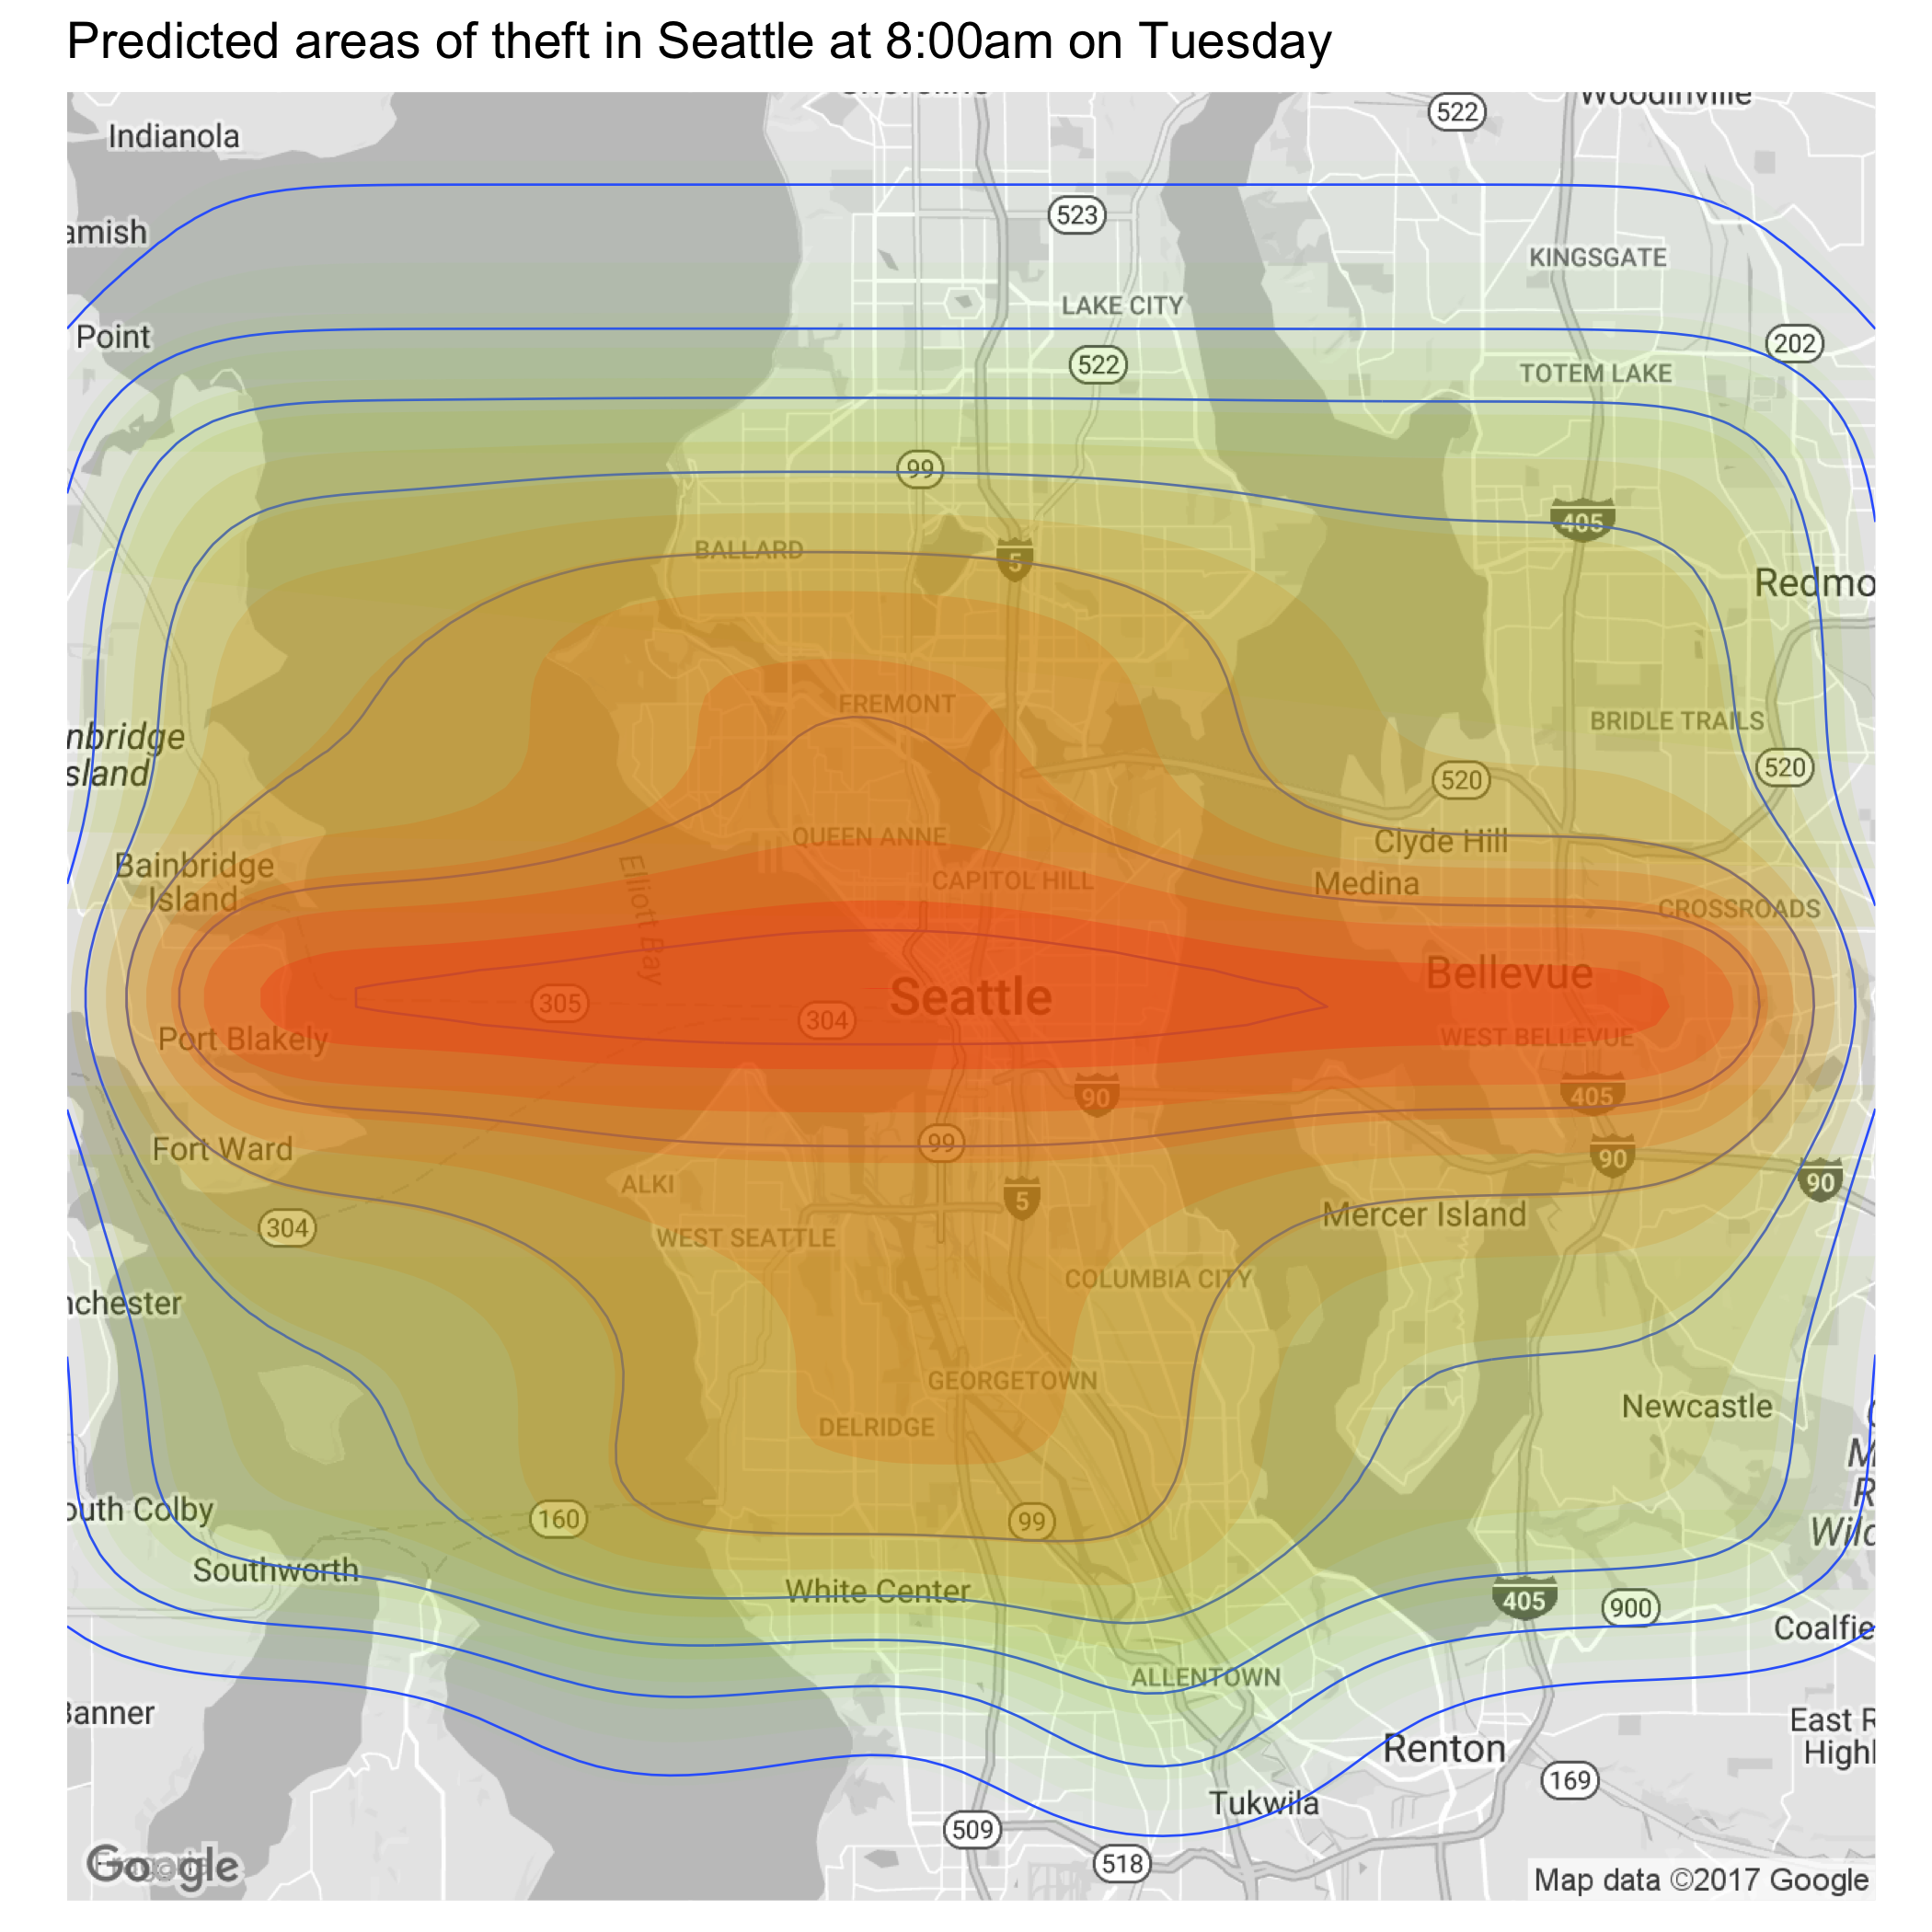 Predicted areas of theft in Seattle at 8:00am on Tuesday
Woodinville
522
Indianola
523
amish
KINGSGATE
LAKE CITY
Point
202
522
TOTEM LAKE
99
405
BALLARD
5
Redmo
FREMONT
BRIDLE TRAILS
nbridge
sland
520
520
QUEEN ANNE
Clyde Hill
Bainbridge
Island
CAPITOL HILL
Medina
CROSSROADS
Elliott Bay
Bellevue
Seattle
305
304
Port Blakely
WEST BELLEVUE
90
405
Fort Ward
99
90
90
ALKI
5
304
WEST SEATTLE
Mercer Island
COLUMBIA CITY
nchester
GEORGETOWN
Newcastle
DELRIDGE
M
R
Wild
outh Colby
160
99
Southworth
White Center
405
900
Coalfie
ALLENTOWN
Banner
East R
Highl
Renton
169
Tukwila
509
518
Google
Map data ©2017 Google